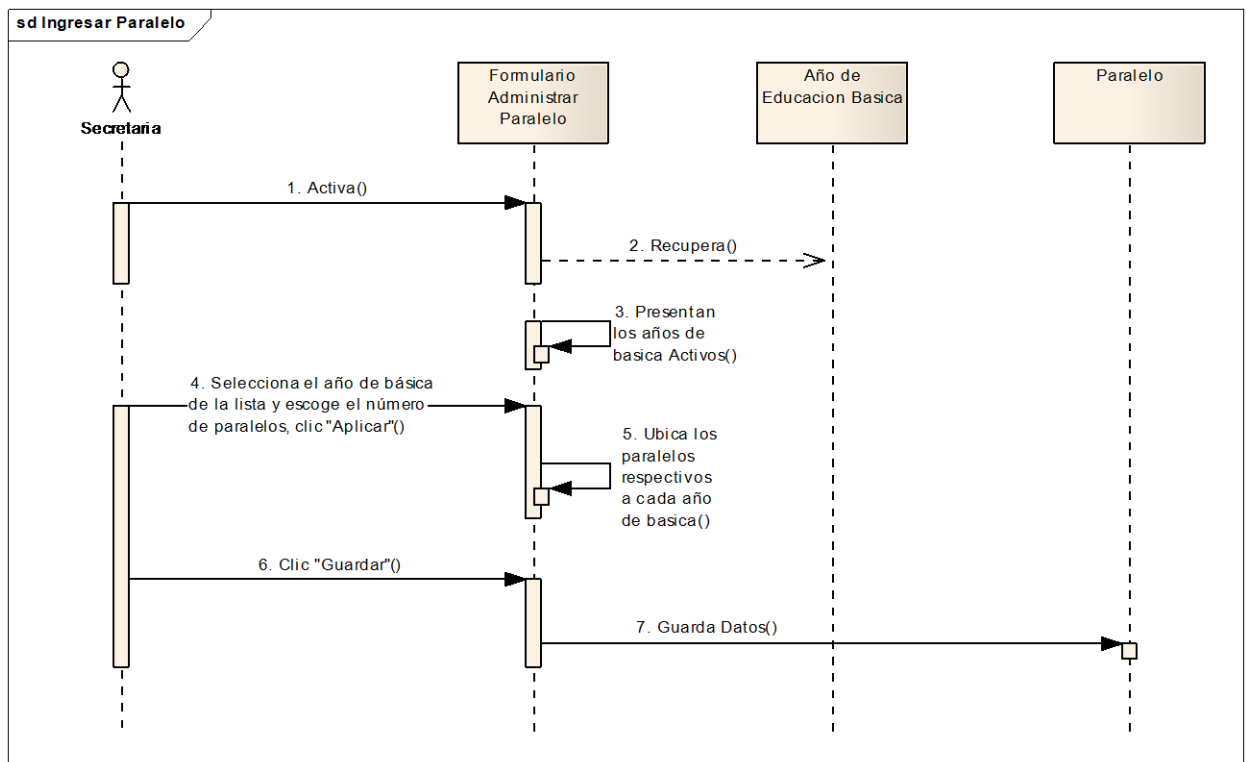 sd Ingresar Paralelo
Secretaria
Formulario
Administrar
Paralelo
Año de
Educacion Basica
Paralelo
1. Activa()
2. Recupera()
3. Presentan
los años de
basica Activos()
4. Selecciona el año de básica
de la lista y escoge el número
de paralelos, clic "Aplicar"()
5. Ubica los
paralelos
respectivos
a cada año
de basica()
6. Clic "Guardar"()
7. Guarda Datos()